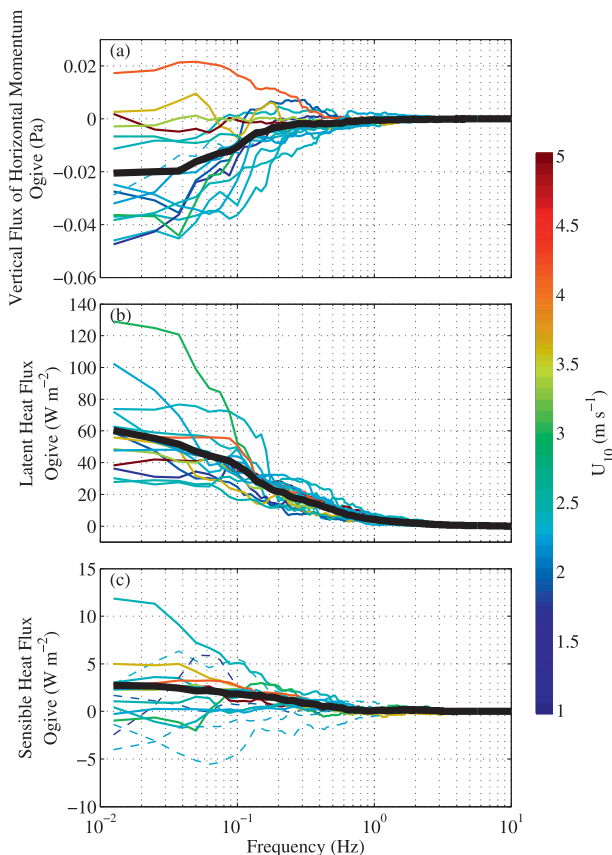 (a)
Vertical Flux of Horizontal Momentum
Ogive (Pa)
0.02
0
−0.02
−0.04
−0.06
(b)
Latent Heat Flux
Ogive (W m−2)
140
120
100
80
60
40
20
0
(c)
Sensible Heat Flux
Ogive (W m−2)
15
10
5
0
−5
−10
10−2
10−1
100
101
Frequency (Hz)
5
4.5
4
3.5
3
2.5
2
1.5
1
U10 (m s−1)